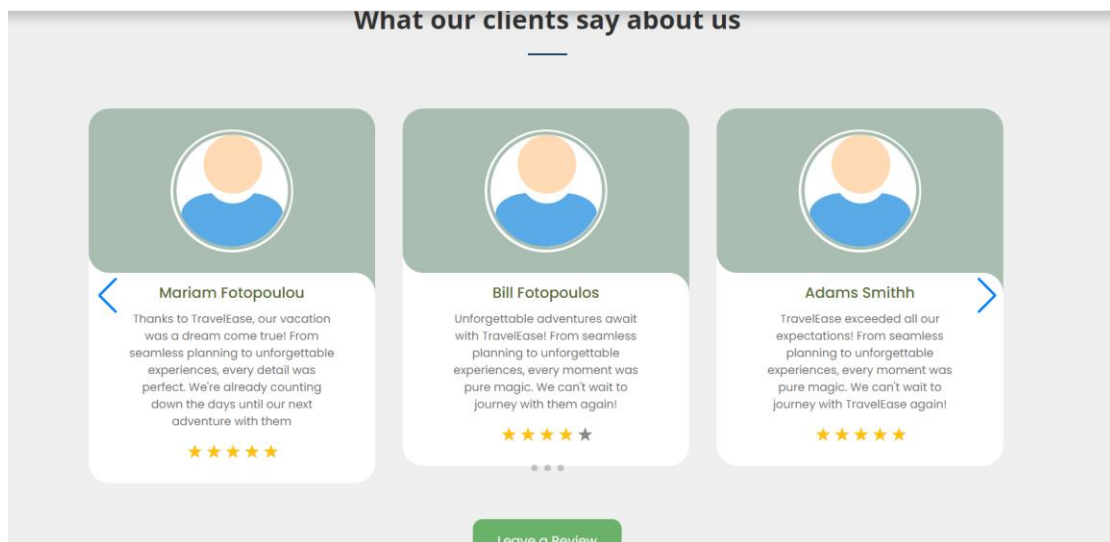 What our clients say about us
Mariam Fotopoulou
Thanks to TravelEase, our vacation
was a dream come true! From
seamless planning to unforgettable
experiences, every detail was
perfect. We're already counting
down the days until our next
adventure with them
Bill Fotopoulos
Unforgettable adventures await
with TravelEase! From seamless
planning to unforgettable
experiences, every moment was
pure magic. We can't wait to
journey with them again!
Adams Smithh
TravelEase exceeded all our
expectations! From seamless
planning to unforgettable
experiences, every moment was
pure magic. We can't wait to
journey with TravelEase again!
Leave a Review